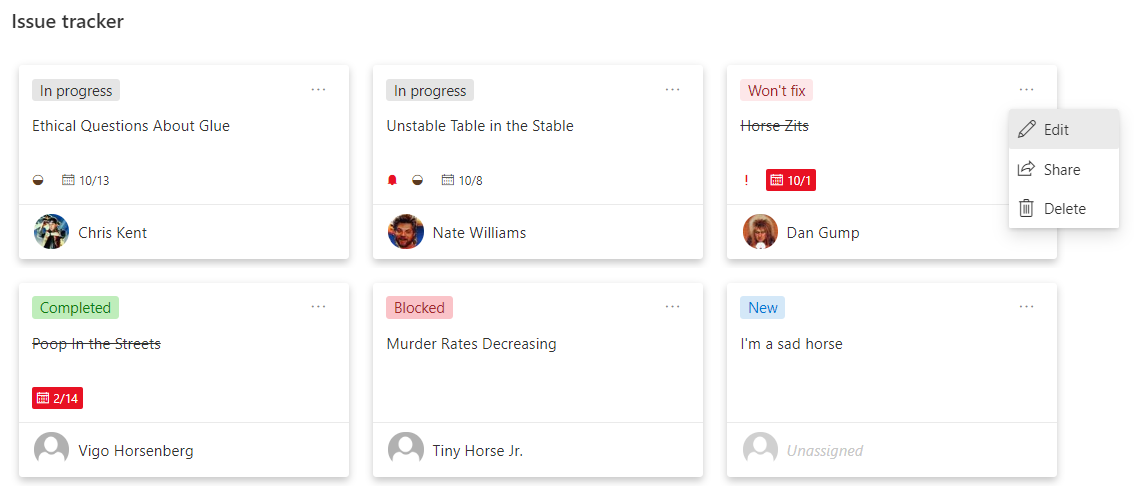 Issue tracker
In progress
Ethical Questions About Glue
10/13
Chris Kent
In progress
Unstable Table in the Stable
10/8
Nate Williams
Won't fix
Horse Zits
! 10/1
Dan Gump
Edit
Share
Delete
Completed
Poop In the Streets
2/14
Vigo Horsenberg
Blocked
Murder Rates Decreasing
Tiny Horse Jr.
New
I'm a sad horse
Unassigned